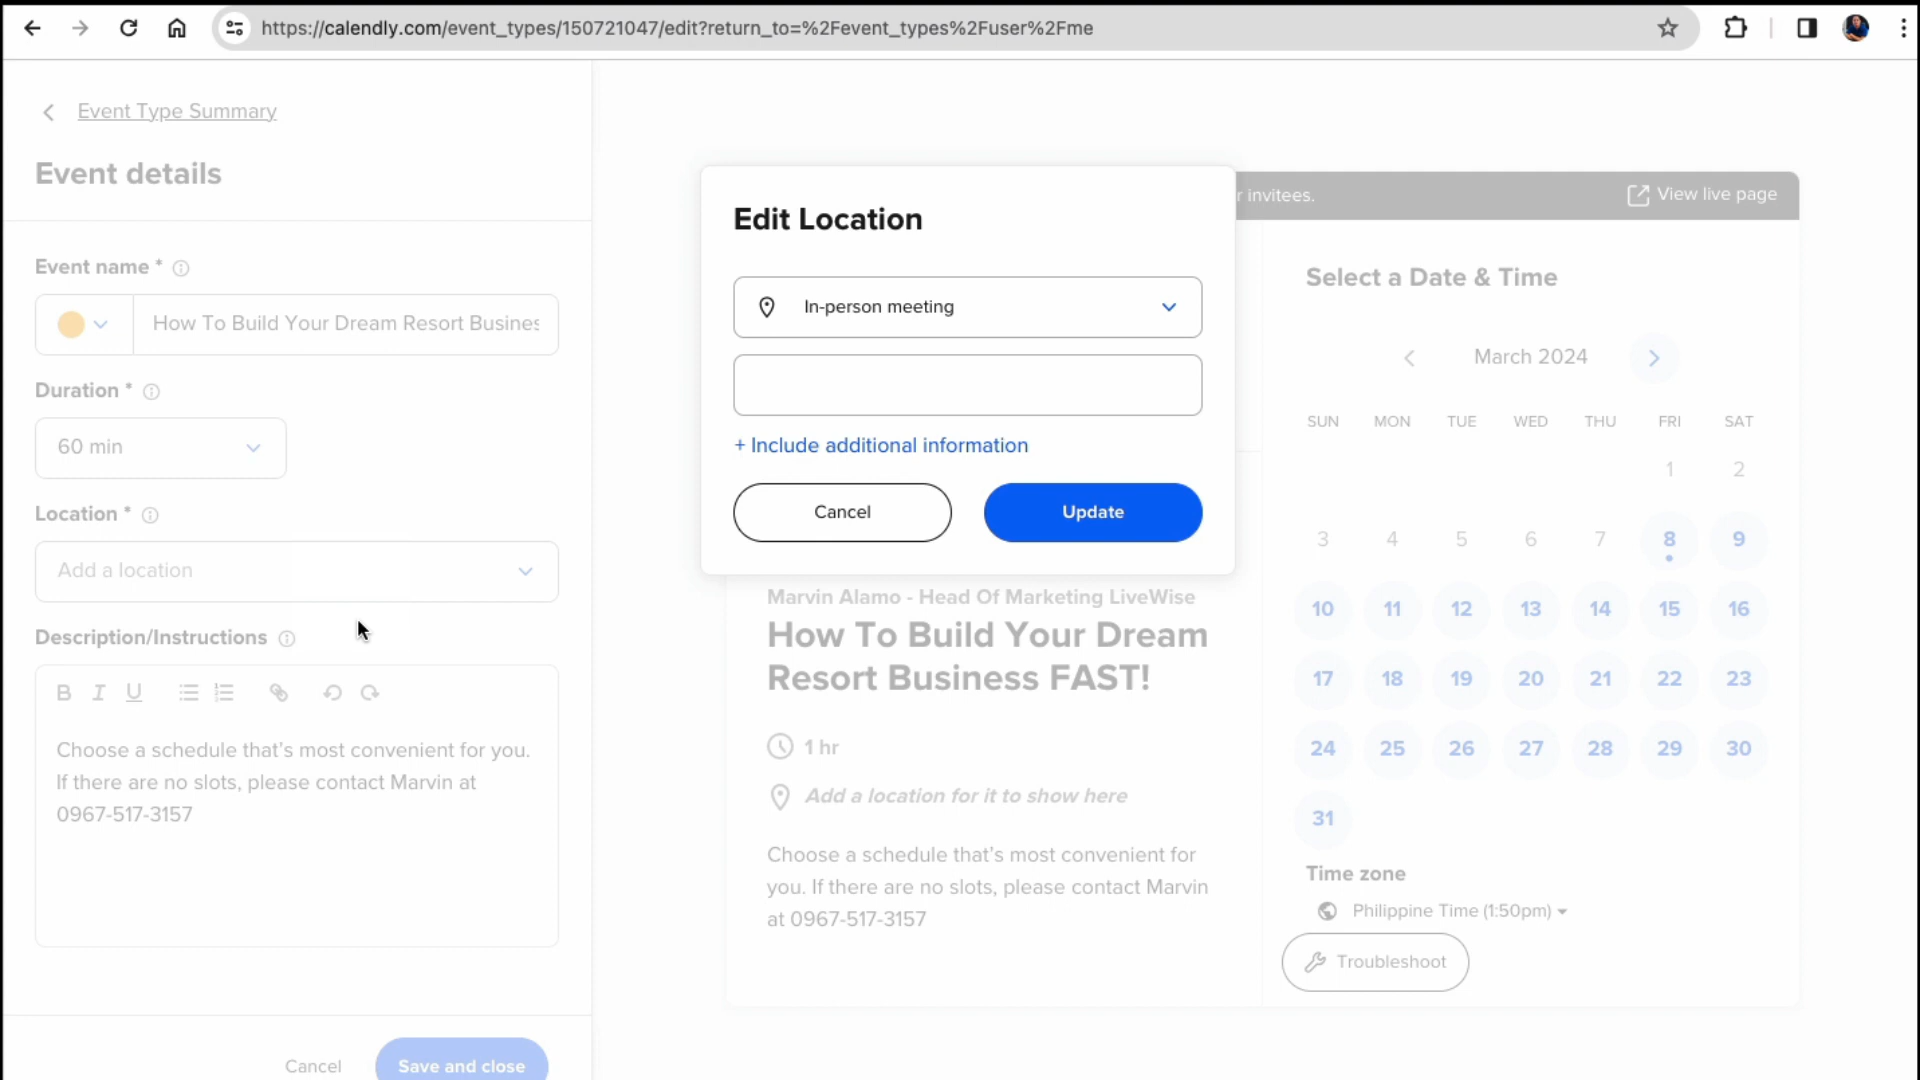 https://calendly.com/event_types/150721047/edit?return_to=%2Fevent_types%2Fuser%2Fme
Event Type Summary
Event details
Event name *
How To Build Your Dream Resort Busines
Duration *
60 min
Location *
Add a location
Description/Instructions
B I U
Choose a schedule that's most convenient for you.
If there are no slots, please contact Marvin at
0967-517-3157
Cancel
Save and close
Edit Location
In-person meeting
+ Include additional information
Cancel
Update
r invitees.
View live page
Marvin Alamo - Head Of Marketing LiveWise
How To Build Your Dream
Resort Business FAST!
1 hr
Add a location for it to show here
Choose a schedule that's most convenient for
you. If there are no slots, please contact Marvin
at 0967-517-3157
Select a Date & Time
March 2024
SUN MON TUE WED THU FRI SAT
1 2
3 4 5 6 7 8 9
10 11 12 13 14 15 16
17 18 19 20 21 22 23
24 25 26 27 28 29 30
31
Time zone
Philippine Time (1:50pm)
Troubleshoot